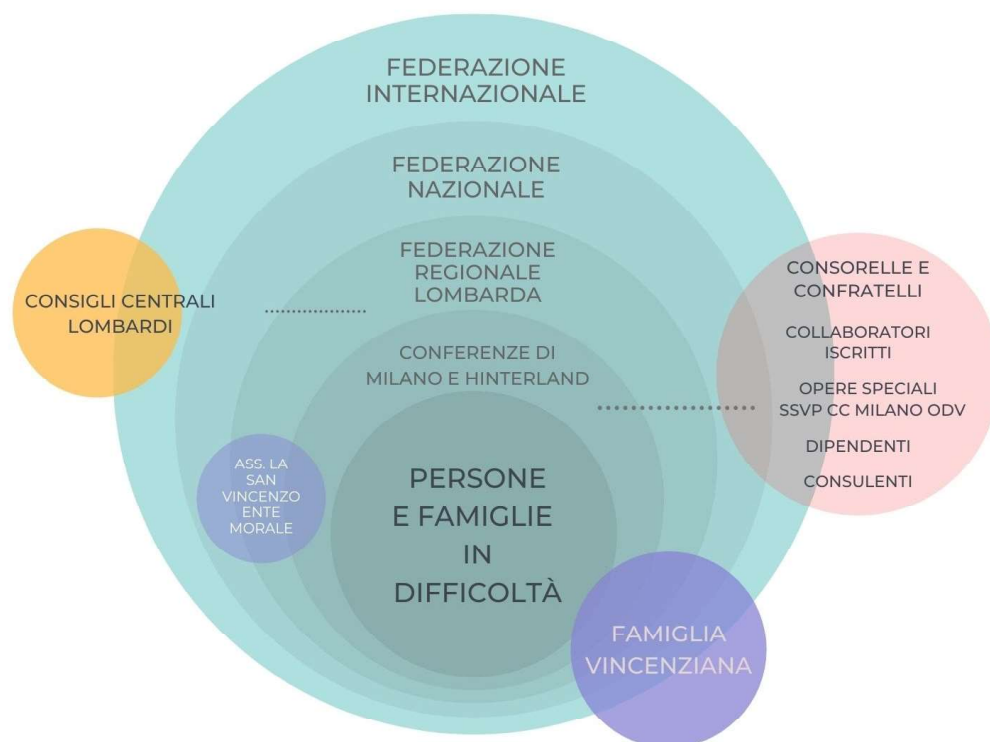 FEDERAZIONE
INTERNAZIONALE
FEDERAZIONE
NAZIONALE
FEDERAZIONE
REGIONALE
LOMBARDA
CONSIGLI CENTRALI
LOMBARDI
CONFERENZE DI
MILANO E HINTERLAND
CONSORELLE E
CONFRATELLI
COLLABORATORI
ISCRITTI
OPERE SPECIALI
SSVP CC MILANO ODV
DIPENDENTI
CONSULENTI
ASS. LA
SAN
VINCENZO
ENTE
MORALE
PERSONE
E FAMIGLIE
IN
DIFFICOLTÀ
FAMIGLIA
VINCENZIANA